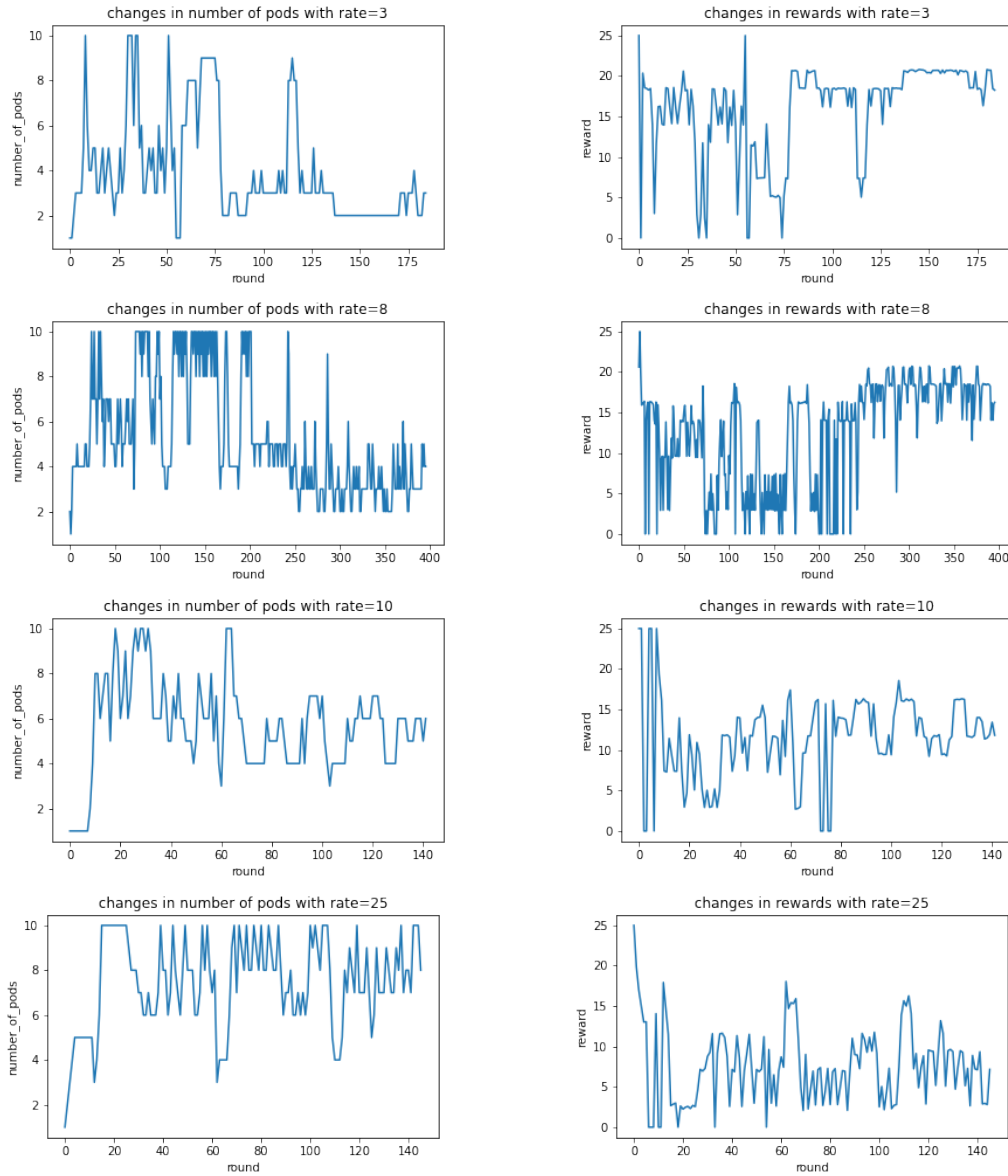 changes in number of pods with rate=3
10
8
6
4
2
number_of_pods
0 25 50 75 100 125 150 175
round
changes in rewards with rate=3
25
20
15
10
5
0
reward
0 25 50 75 100 125 150 175
round
changes in number of pods with rate=8
10
8
6
4
2
number_of_pods
0 50 100 150 200 250 300 350 400
round
changes in rewards with rate=8
25
20
15
10
5
0
reward
0 50 100 150 200 250 300 350 400
round
changes in number of pods with rate=10
10
8
6
4
2
number_of_pods
0 20 40 60 80 100 120 140
round
changes in rewards with rate=10
25
20
15
10
5
0
reward
0 20 40 60 80 100 120 140
round
changes in number of pods with rate=25
10
8
6
4
2
number_of_pods
0 20 40 60 80 100 120 140
round
changes in rewards with rate=25
25
20
15
10
5
0
reward
0 20 40 60 80 100 120 140
round